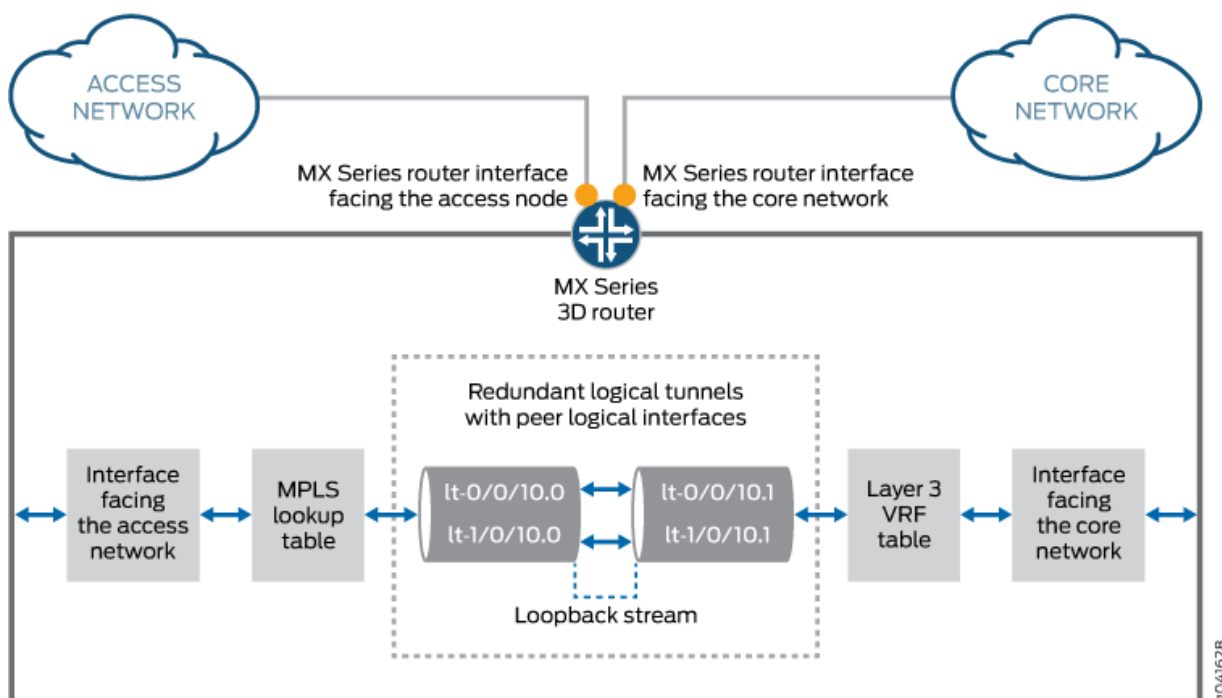 ACCESS
NETWORK
CORE
NETWORK
MX Series router interface
facing the access node
MX Series router interface
facing the core network
MX Series
3D router
Redundant logical tunnels
with peer logical interfaces
Interface
facing
the access
network
MPLS
lookup
table
lt-0/0/10.0
lt-1/0/10.0
lt-0/0/10.1
lt-1/0/10.1
Layer 3
VRF
table
Interface
facing
the core
network
Loopback stream
g041628